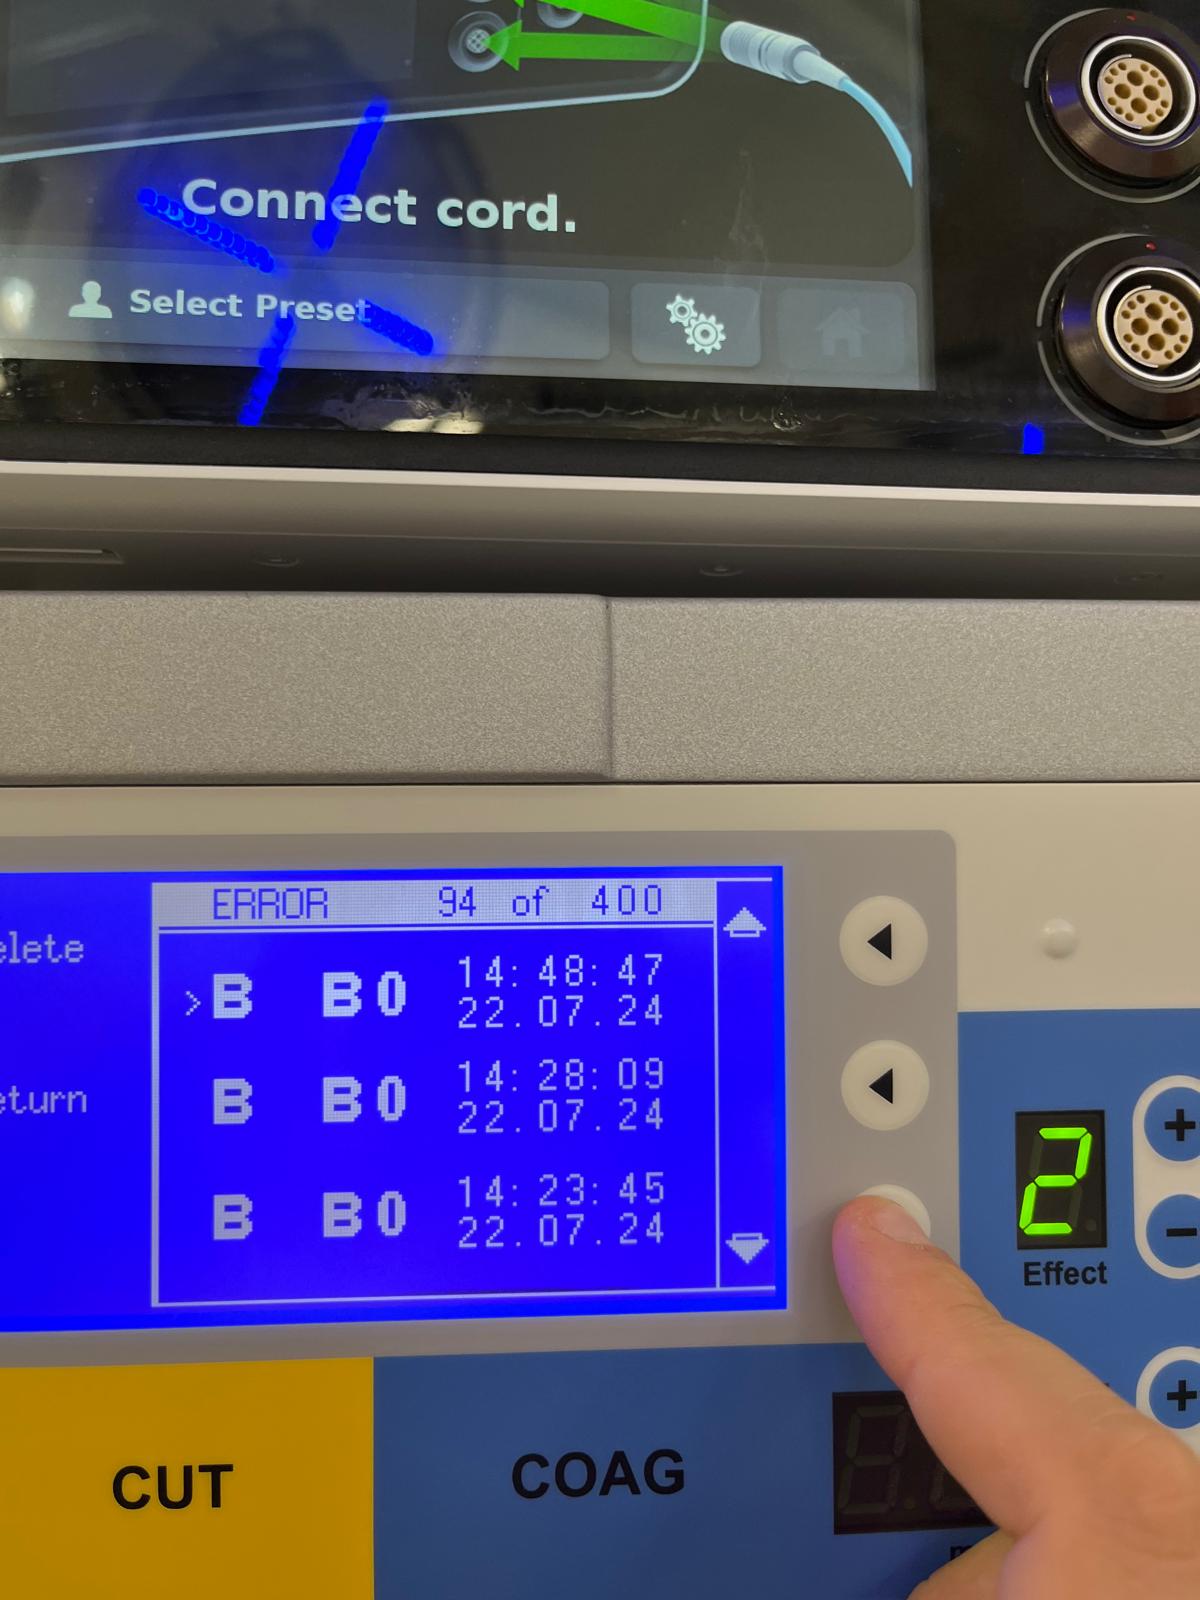 Connect cord.
Select Preset
ERROR 94 of 400
elete
>B B0 14:48:47
22.07.24
eturn
B B0 14:28:09
22.07.24
B B0 14:23:45
22.07.24
+
2
−
Effect
+
CUT
COAG